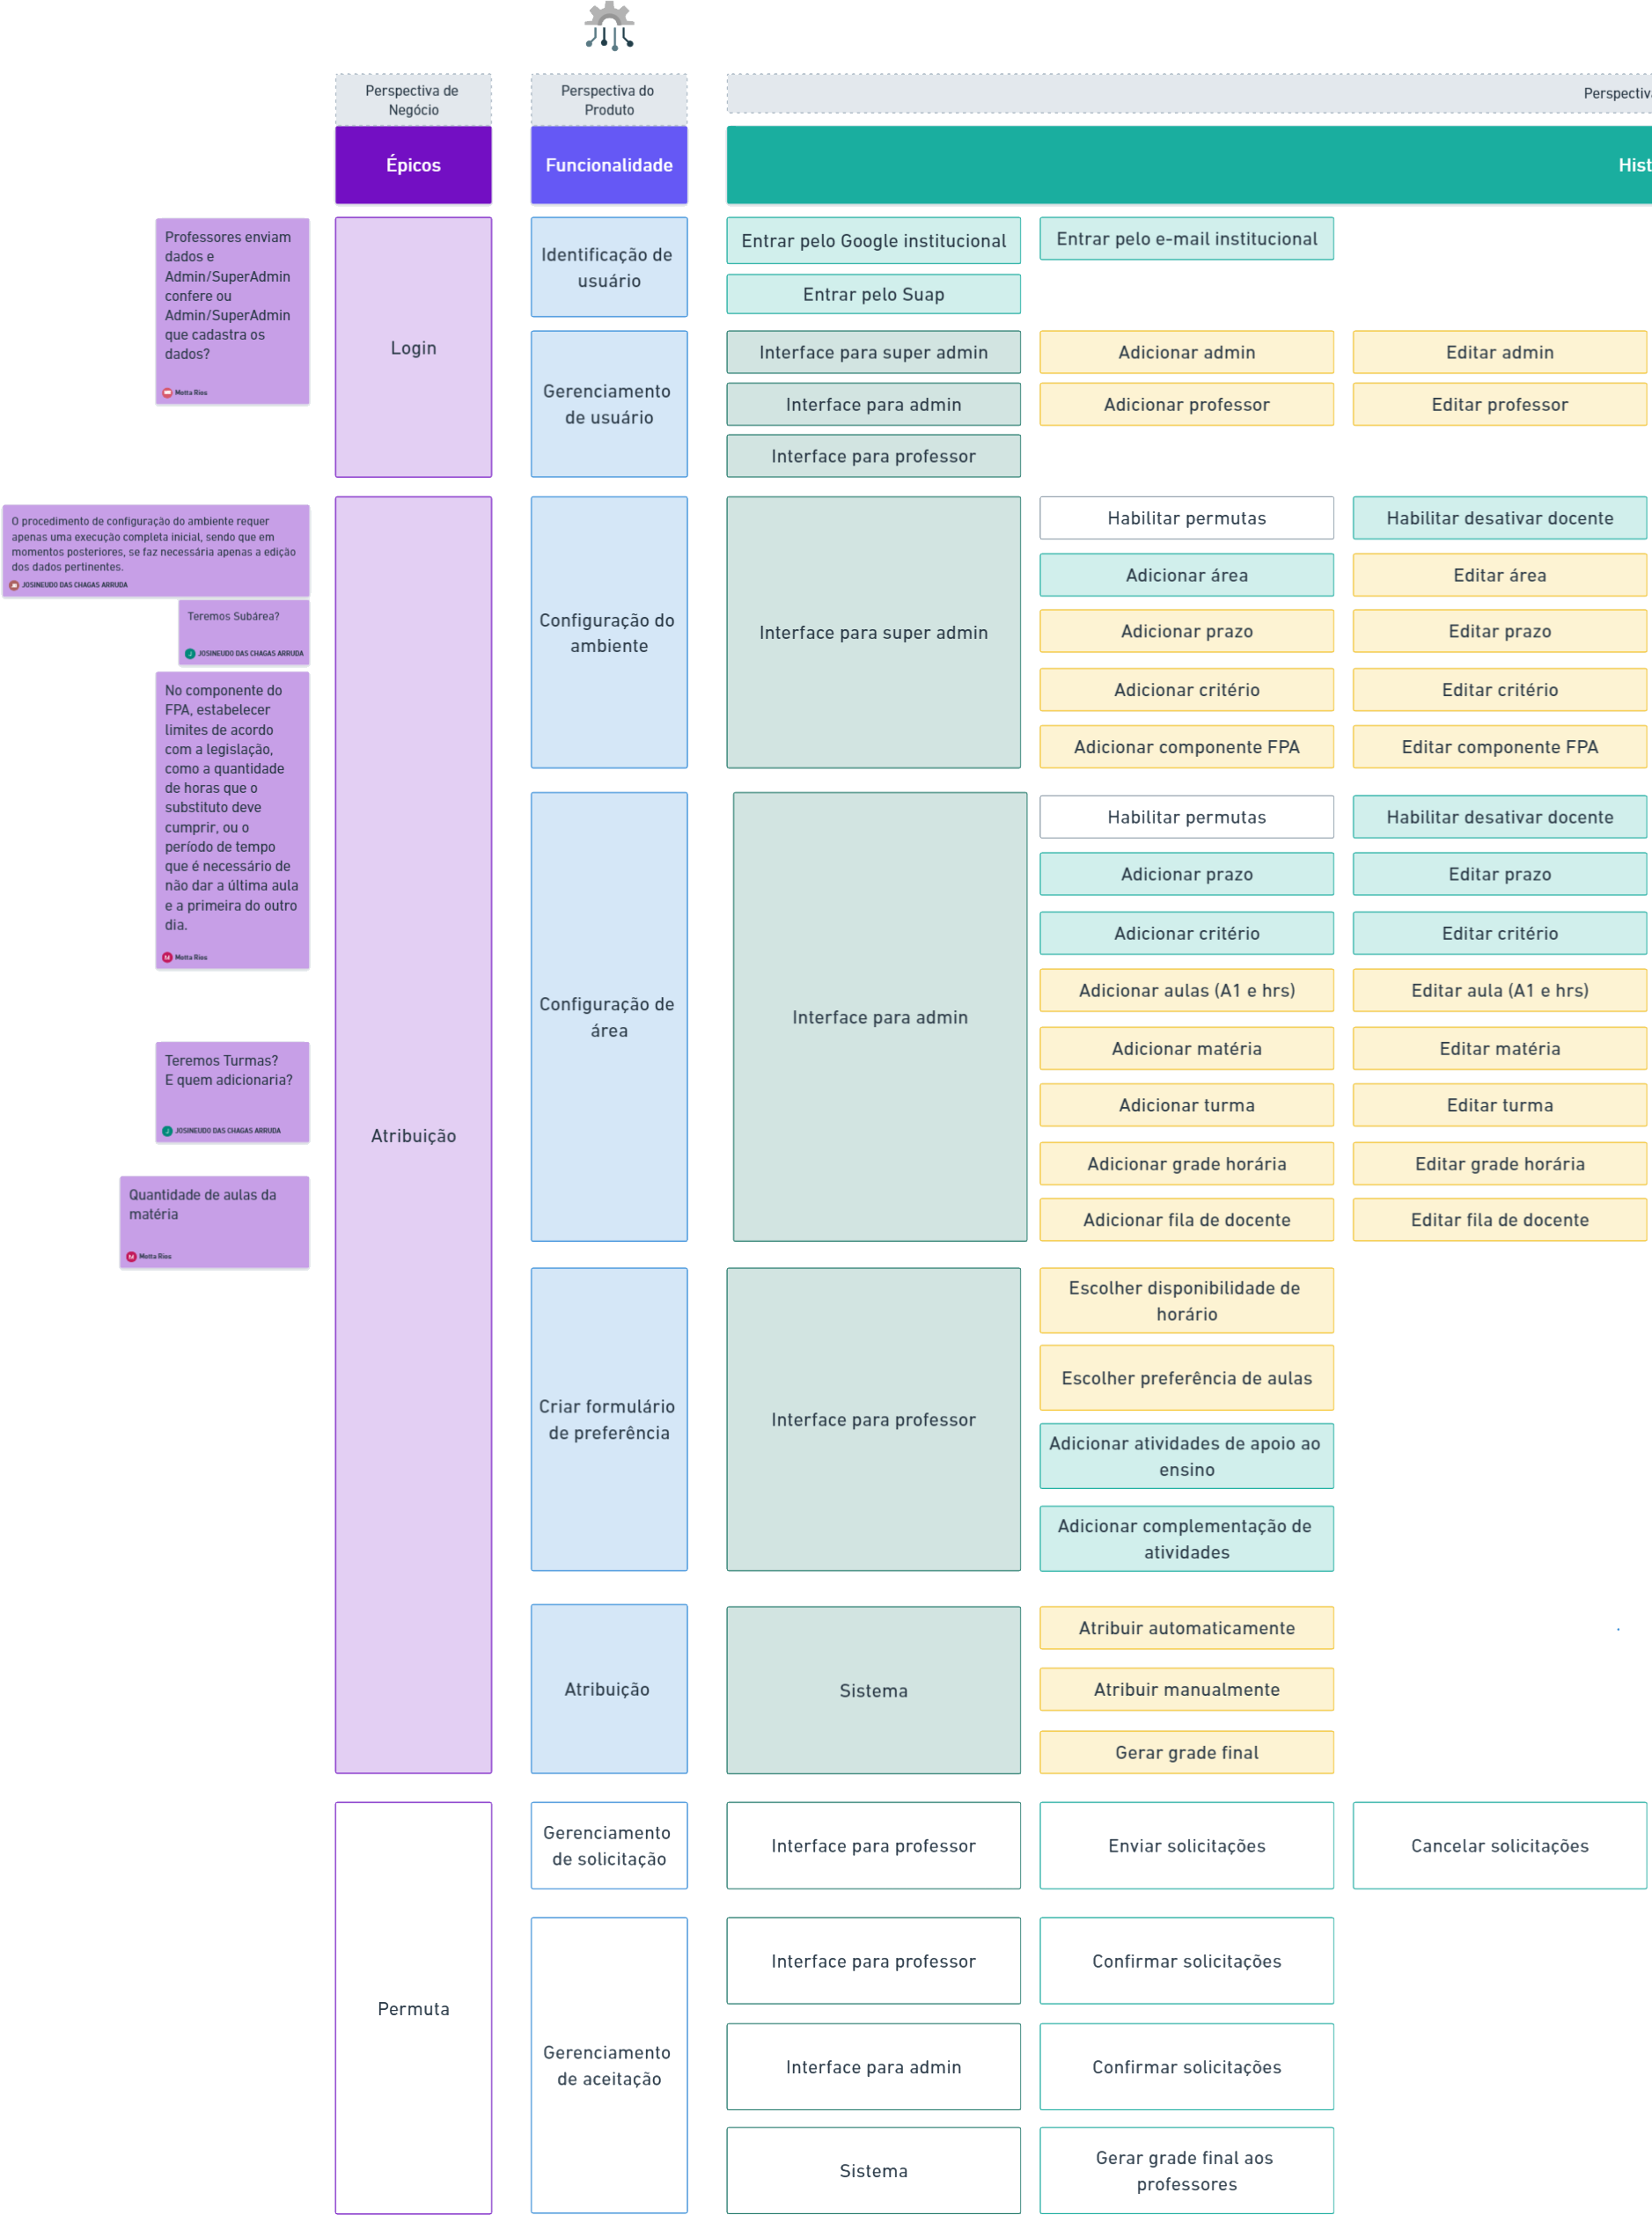 Perspectiva de
Negócio
Perspectiva do
Produto
Perspectiva
Épicos
Funcionalidade
Hist
Professores enviam
dados e
Admin/SuperAdmin
confere ou
Admin/SuperAdmin
que cadastra os
dados?
Motta Rios
Login
Identificação de
usuário
Entrar pelo Google institucional
Entrar pelo e-mail institucional
Entrar pelo Suap
Gerenciamento
de usuário
Interface para super admin
Adicionar admin
Editar admin
Interface para admin
Adicionar professor
Editar professor
Interface para professor
O procedimento de configuração do ambiente requer
apenas uma execução completa inicial, sendo que em
momentos posteriores, se faz necessária apenas a edição
dos dados pertinentes.
JOSINEUDO DAS CHAGAS ARRUDA
Teremos Subárea?
JOSINEUDO DAS CHAGAS ARRUDA
No componente do
FPA, estabelecer
limites de acordo
com a legislação,
como a quantidade
de horas que o
substituto deve
cumprir, ou o
período de tempo
que é necessário de
não dar a última aula
e a primeira do outro
dia.
Motta Rios
Teremos Turmas?
E quem adicionaria?
JOSINEUDO DAS CHAGAS ARRUDA
Quantidade de aulas da
matéria
Motta Rios
Atribuição
Configuração do
ambiente
Interface para super admin
Habilitar permutas
Habilitar desativar docente
Adicionar área
Editar área
Adicionar prazo
Editar prazo
Adicionar critério
Editar critério
Adicionar componente FPA
Editar componente FPA
Configuração de
área
Interface para admin
Habilitar permutas
Habilitar desativar docente
Adicionar prazo
Editar prazo
Adicionar critério
Editar critério
Adicionar aulas (A1 e hrs)
Editar aula (A1 e hrs)
Adicionar matéria
Editar matéria
Adicionar turma
Editar turma
Adicionar grade horária
Editar grade horária
Adicionar fila de docente
Editar fila de docente
Criar formulário
de preferência
Interface para professor
Escolher disponibilidade de
horário
Escolher preferência de aulas
Adicionar atividades de apoio ao
ensino
Adicionar complementação de
atividades
Atribuição
Sistema
Atribuir automaticamente
Atribuir manualmente
Gerar grade final
Permuta
Gerenciamento
de solicitação
Interface para professor
Enviar solicitações
Cancelar solicitações
Gerenciamento
de aceitação
Interface para professor
Confirmar solicitações
Interface para admin
Confirmar solicitações
Sistema
Gerar grade final aos
professores